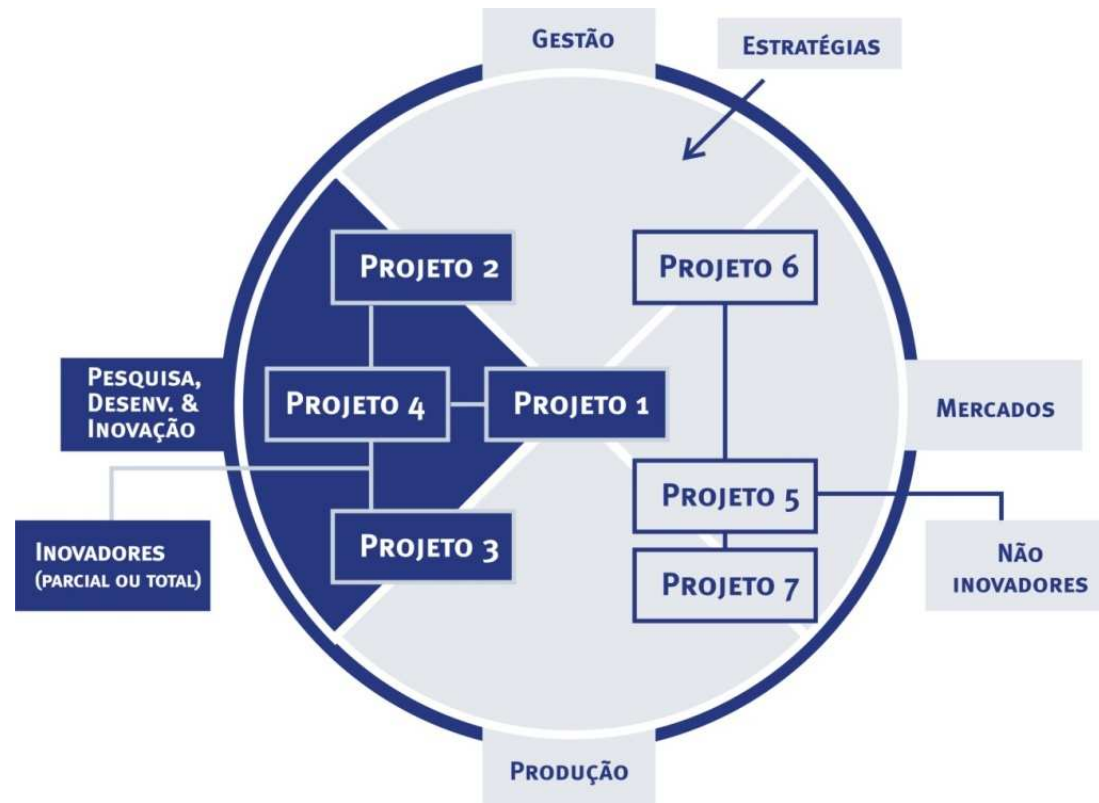 GESTÃO
ESTRATÉGIAS
PROJETO 2
PROJETO 6
PESQUISA,
DESENV. &
INOVAÇÃO
PROJETO 4
PROJETO 1
MERCADOS
PROJETO 5
INOVADORES
(PARCIAL OU TOTAL)
PROJETO 3
PROJETO 7
NÃO
INOVADORES
PRODUÇÃO